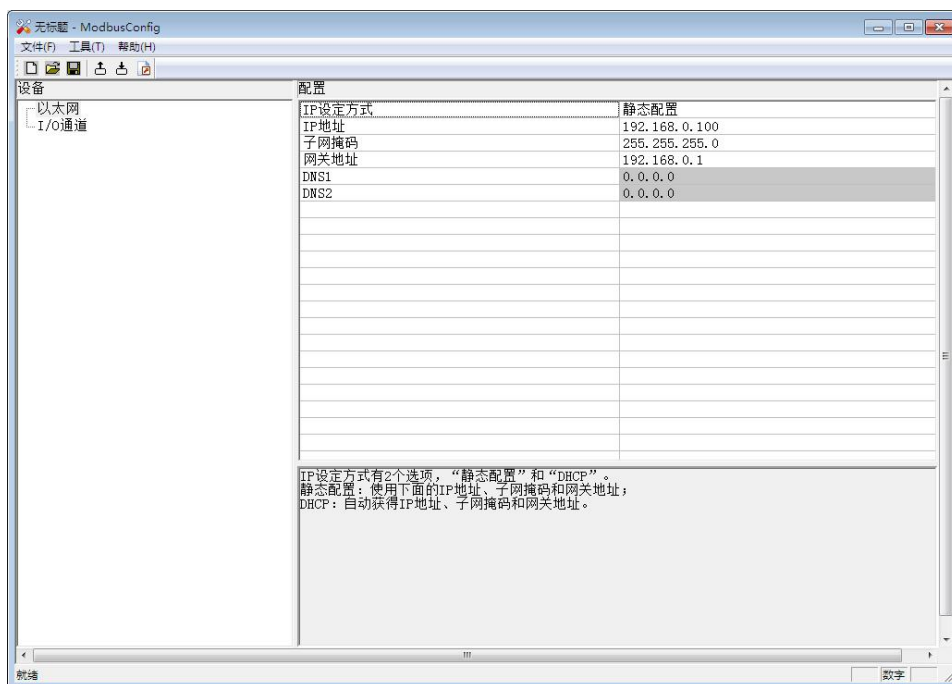 无标题 - ModbusConfig
文件(F) 工具(T) 帮助(H)
设备
以太网
I/O通道
配置
IP设定方式 静态配置
IP地址 192.168.0.100
子网掩码 255.255.255.0
网关地址 192.168.0.1
DNS1 0.0.0.0
DNS2 0.0.0.0
IP设定方式有2个选项，“静态配置”和“DHCP”。
静态配置：使用下面的IP地址、子网掩码和网关地址；
DHCP：自动获得IP地址、子网掩码和网关地址。
就绪 数字